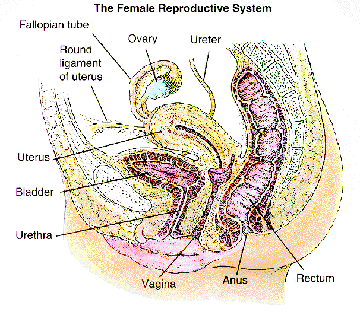 The Female Reproductive System
Fallopian tube
Ovary
Ureter
Round
ligament
of uterus
Uterus
Bladder
Urethra
Vagina
Anus
Rectum